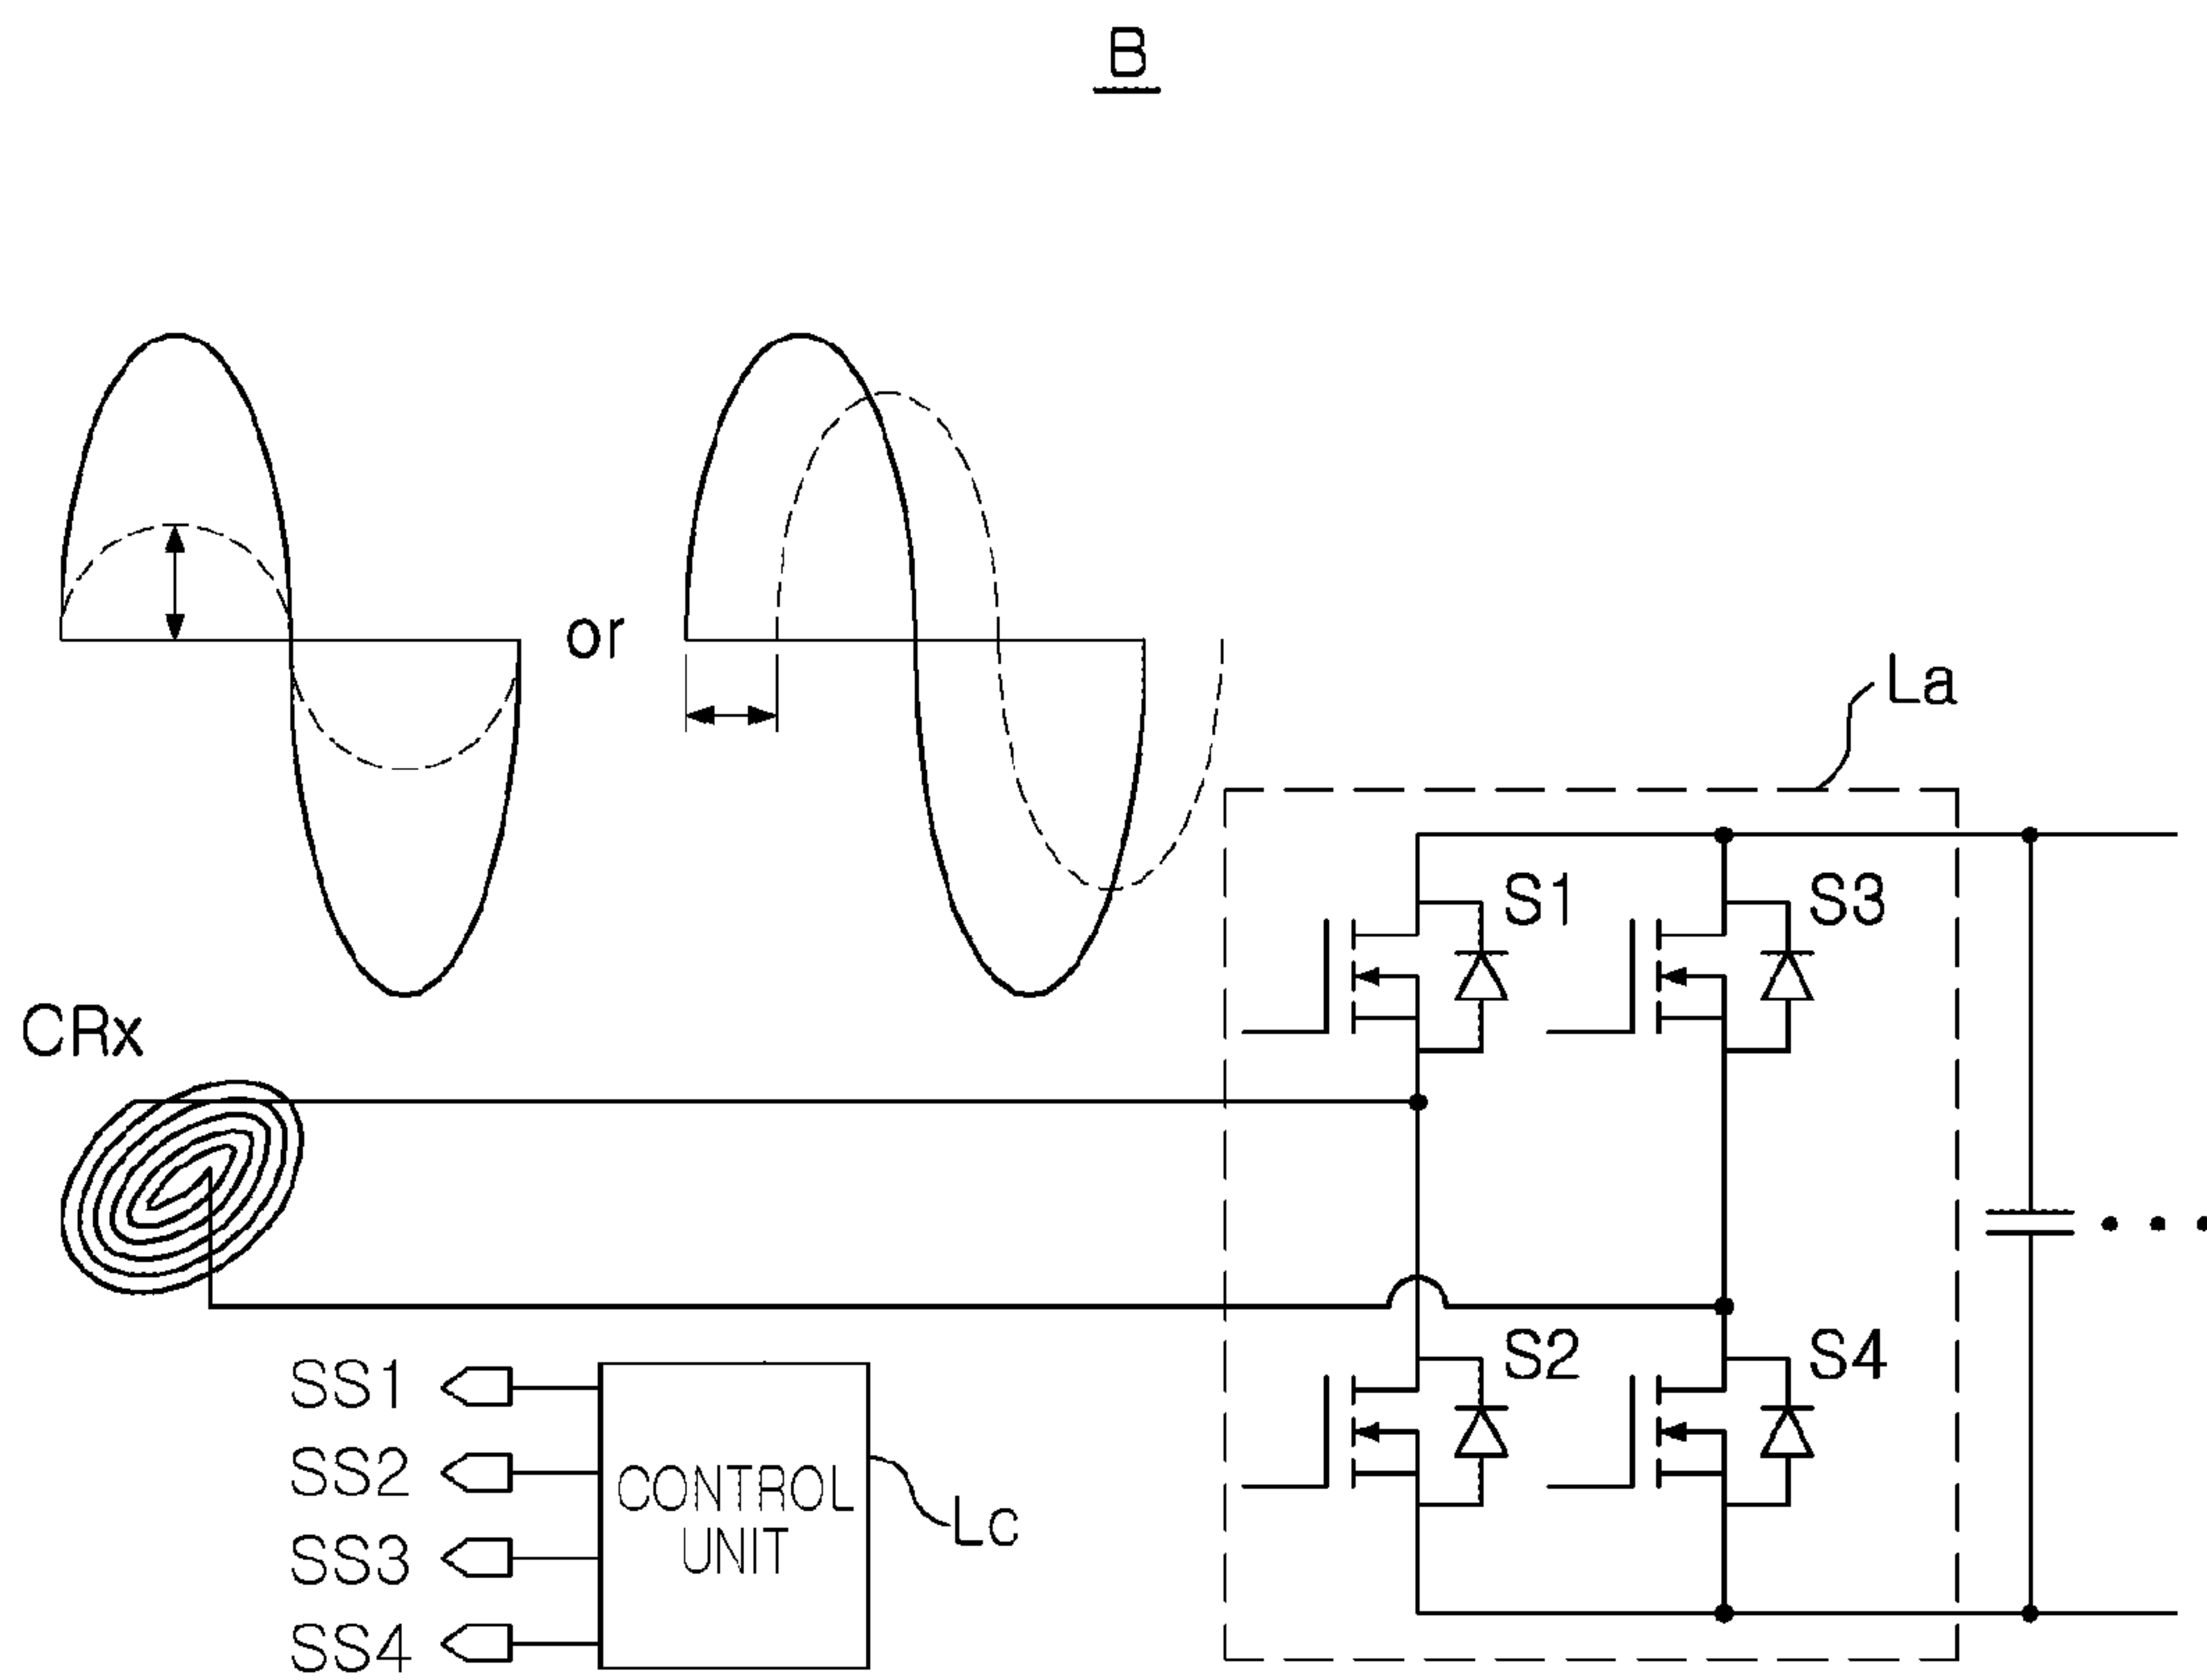 B
or
La
S1
S3
CRx
S2
S4
SS1
SS2
SS3
SS4
CONTROL
UNIT
Lc